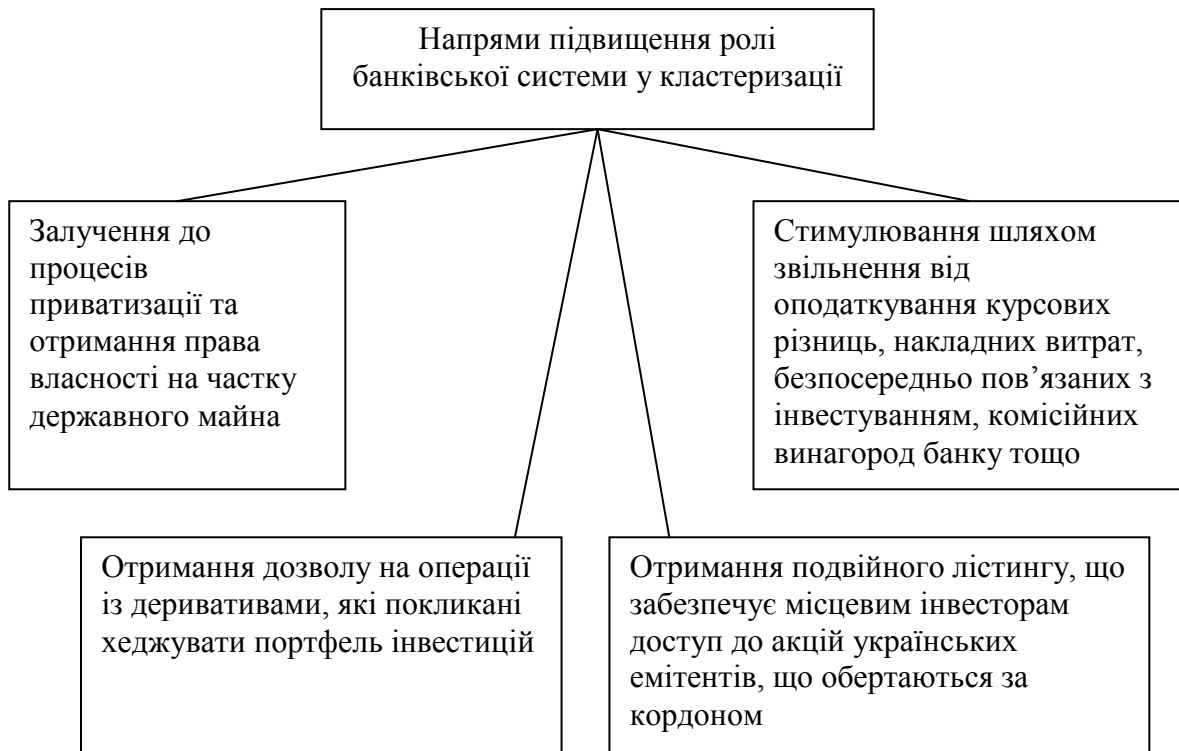 Напрями підвищення ролі
банківської системи у кластеризації
Залучення до
процесів
приватизації та
отримання права
власності на частку
державного майна
Стимулювання шляхом
звільнення від
оподаткування курсових
різниць, накладних витрат,
безпосередньо пов’язаних з
інвестуванням, комісійних
винагород банку тощо
Отримання дозволу на операції
із деривативами, які покликані
хеджувати портфель інвестицій
Отримання подвійного лістингу, що
забезпечує місцевим інвесторам
доступ до акцій українських
емітентів, що обертаються за
кордоном